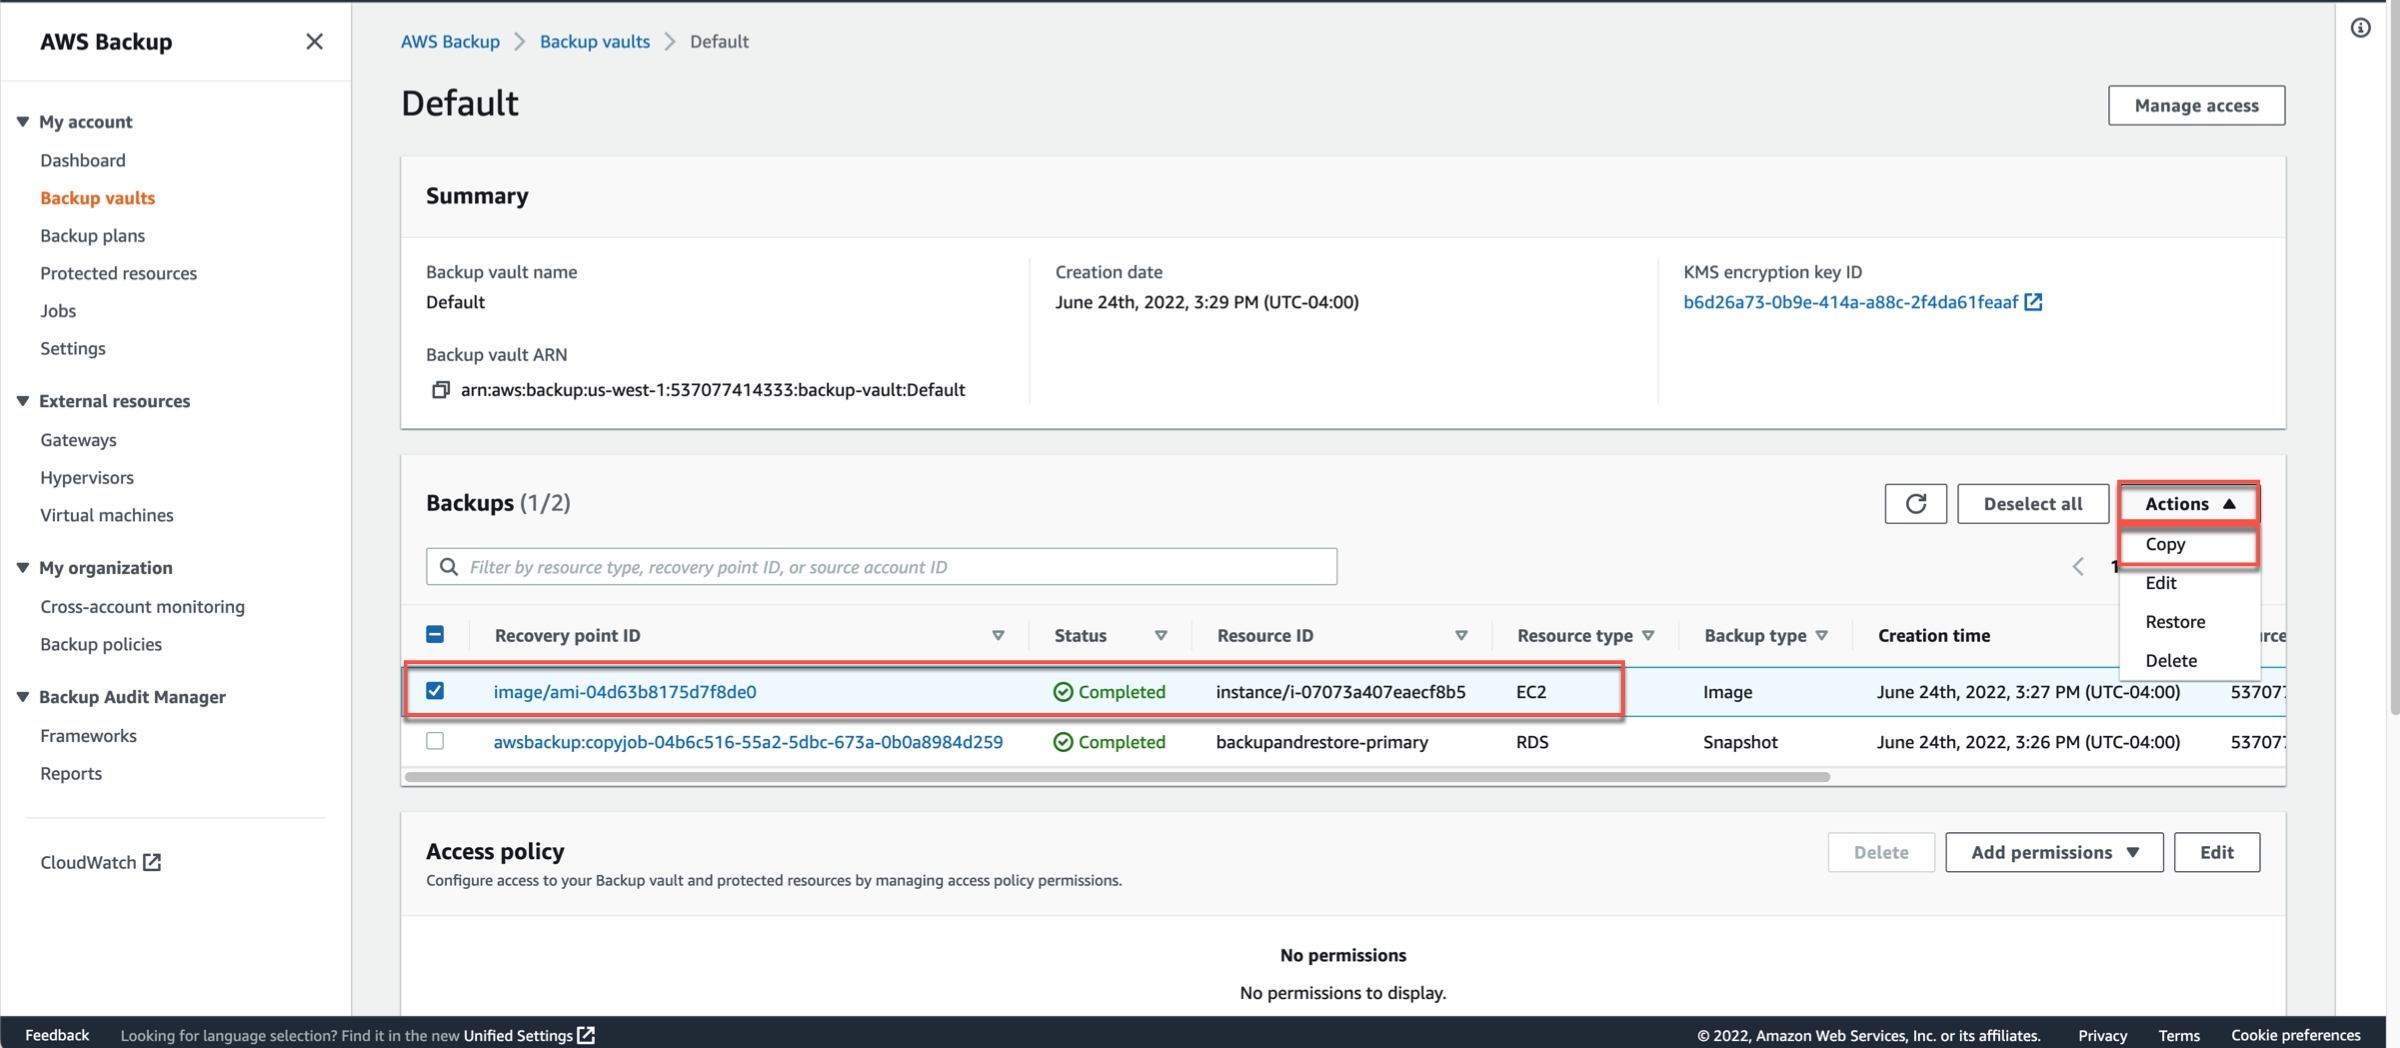 AWS Backup
My account
Dashboard
Backup vaults
Backup plans
Protected resources
Jobs
Settings
External resources
Gateways
Hypervisors
Virtual machines
My organization
Cross-account monitoring
Backup policies
Backup Audit Manager
Frameworks
Reports
CloudWatch
AWS Backup > Backup vaults > Default
Default
Manage access
Summary
Backup vault name
Default
Backup vault ARN
arn:aws:backup:us-west-1:537077414333:backup-vault:Default
Creation date
June 24th, 2022, 3:29 PM (UTC-04:00)
KMS encryption key ID
b6d26a73-0b9e-414a-a88c-2f4da61feaaf
Backups (1/2)
Deselect all
Actions
Copy
Edit
Restore
Delete
Filter by resource type, recovery point ID, or source account ID
Recovery point ID Status Resource ID Resource type Backup type Creation time
image/ami-04d63b8175d7f8de0 Completed instance/i-07073a407eaecf8b5 EC2 Image June 24th, 2022, 3:27 PM (UTC-04:00) 53707
awsbackup:copyjob-04b6c516-55a2-5dbc-673a-0b0a8984d259 Completed backupandrestore-primary RDS Snapshot June 24th, 2022, 3:26 PM (UTC-04:00) 53707
Access policy
Configure access to your Backup vault and protected resources by managing access policy permissions.
Delete
Add permissions
Edit
No permissions
No permissions to display.
Feedback Looking for language selection? Find it in the new Unified Settings © 2022, Amazon Web Services, Inc. or its affiliates. Privacy Terms Cookie preferences